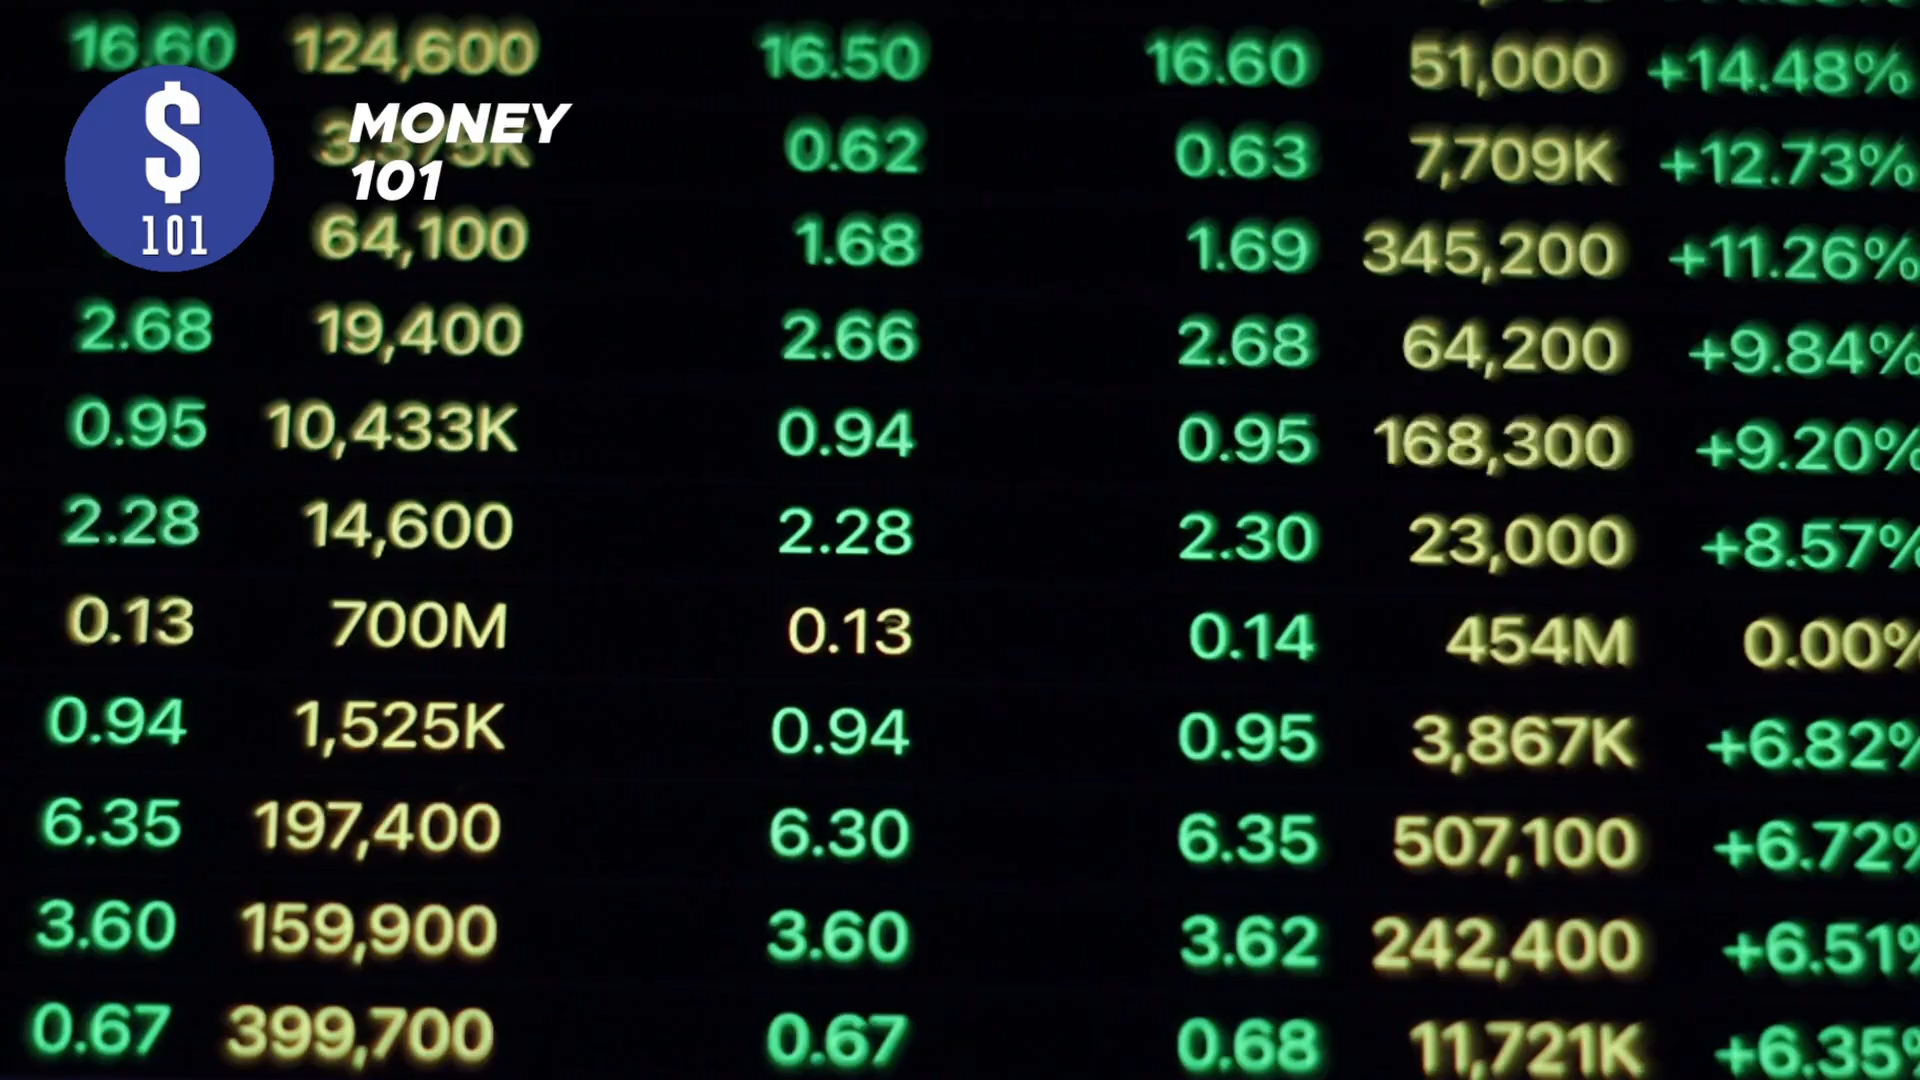 16.60 124,600 16.50 16.60 51,000 +14.48%
$
101
MONEY
101
0.62 0.63 7,709K +12.73%
64,100 1.68 1.69 345,200 +11.26%
2.68 19,400 2.66 2.68 64,200 +9.84%
0.95 10,433K 0.94 0.95 168,300 +9.20%
2.28 14,600 2.28 2.30 23,000 +8.57%
0.13 700M 0.13 0.14 454M 0.00%
0.94 1,525K 0.94 0.95 3,867K +6.82%
6.35 197,400 6.30 6.35 507,100 +6.72%
3.60 159,900 3.60 3.62 242,400 +6.51%
0.67 399,700 0.67 0.68 11,721K +6.35%